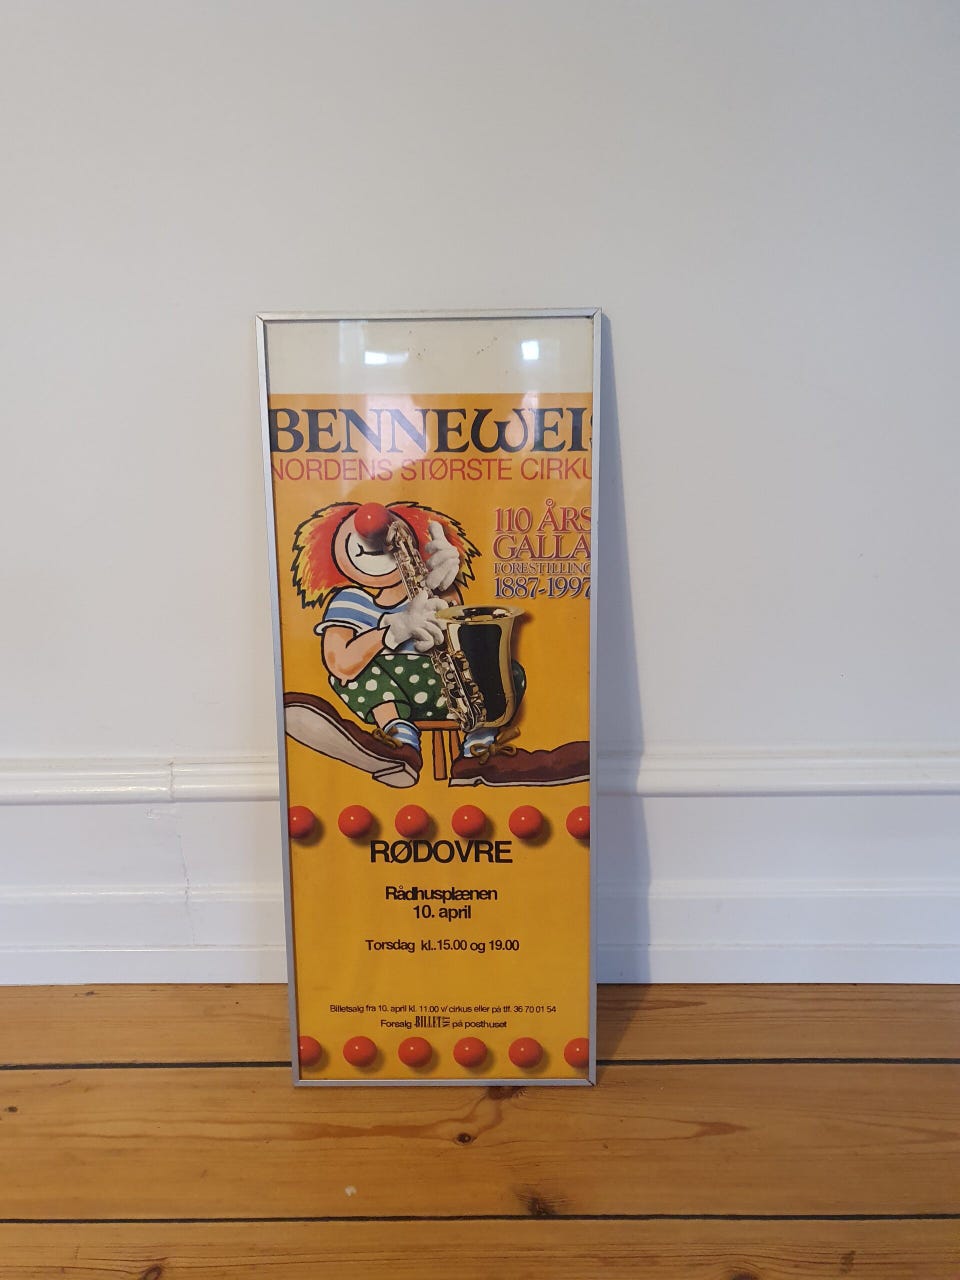 BENNEWEIS
NORDENS STØRSTE CIRKU
110 ÅRS
GALLA
FORESTILLING
1887-1997
RØDOVRE
Rådhusplænen
10. april
Torsdag kl..15.00 og 19.00
Billetsalg fra 10. april kl. 11.00 v/ cirkus eller på tlf. 36 70 01 54
Forsalg BILLET NET på posthuset